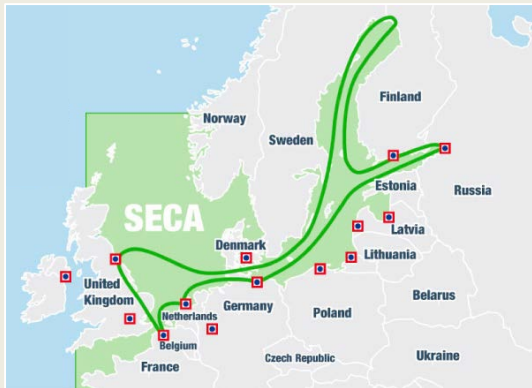 Norway
Finland
Sweden
Estonia
Russia
SECA
Latvia
Denmark
Lithuania
United
Kingdom
Netherlands
Germany
Belarus
Poland
Belgium
France
Czech Republic
Ukraine